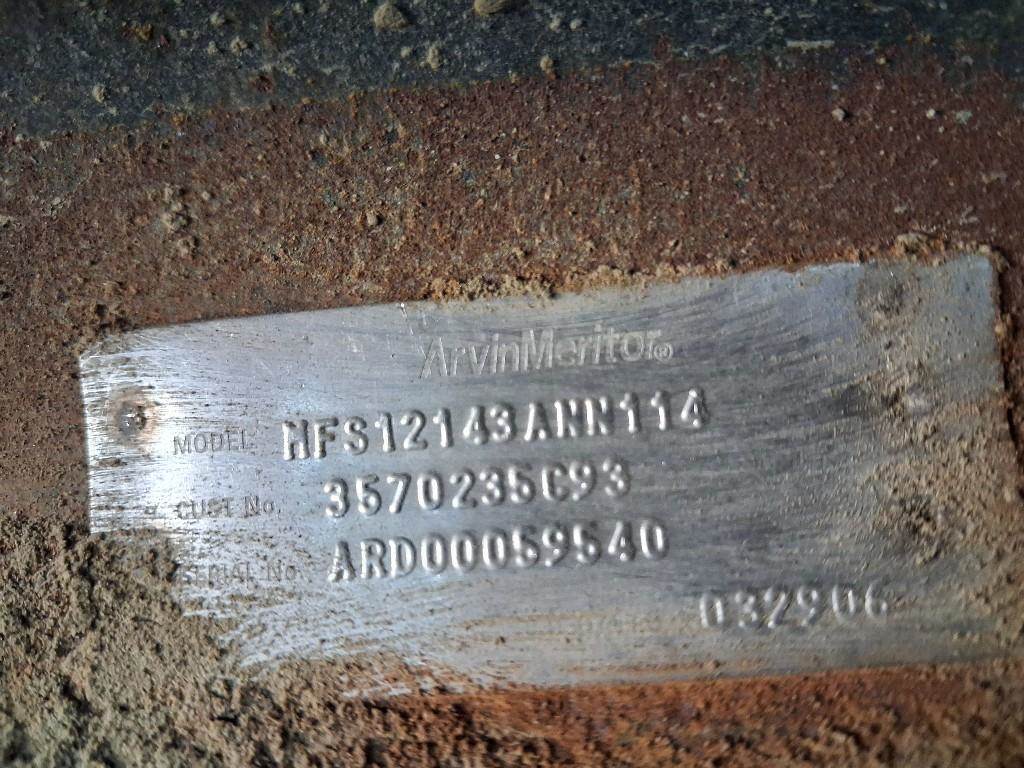 ArvinMeritor®
MODEL MFS12143ANN114
CUST No. 3570235C93
SERIAL No. ARD00059540
032906